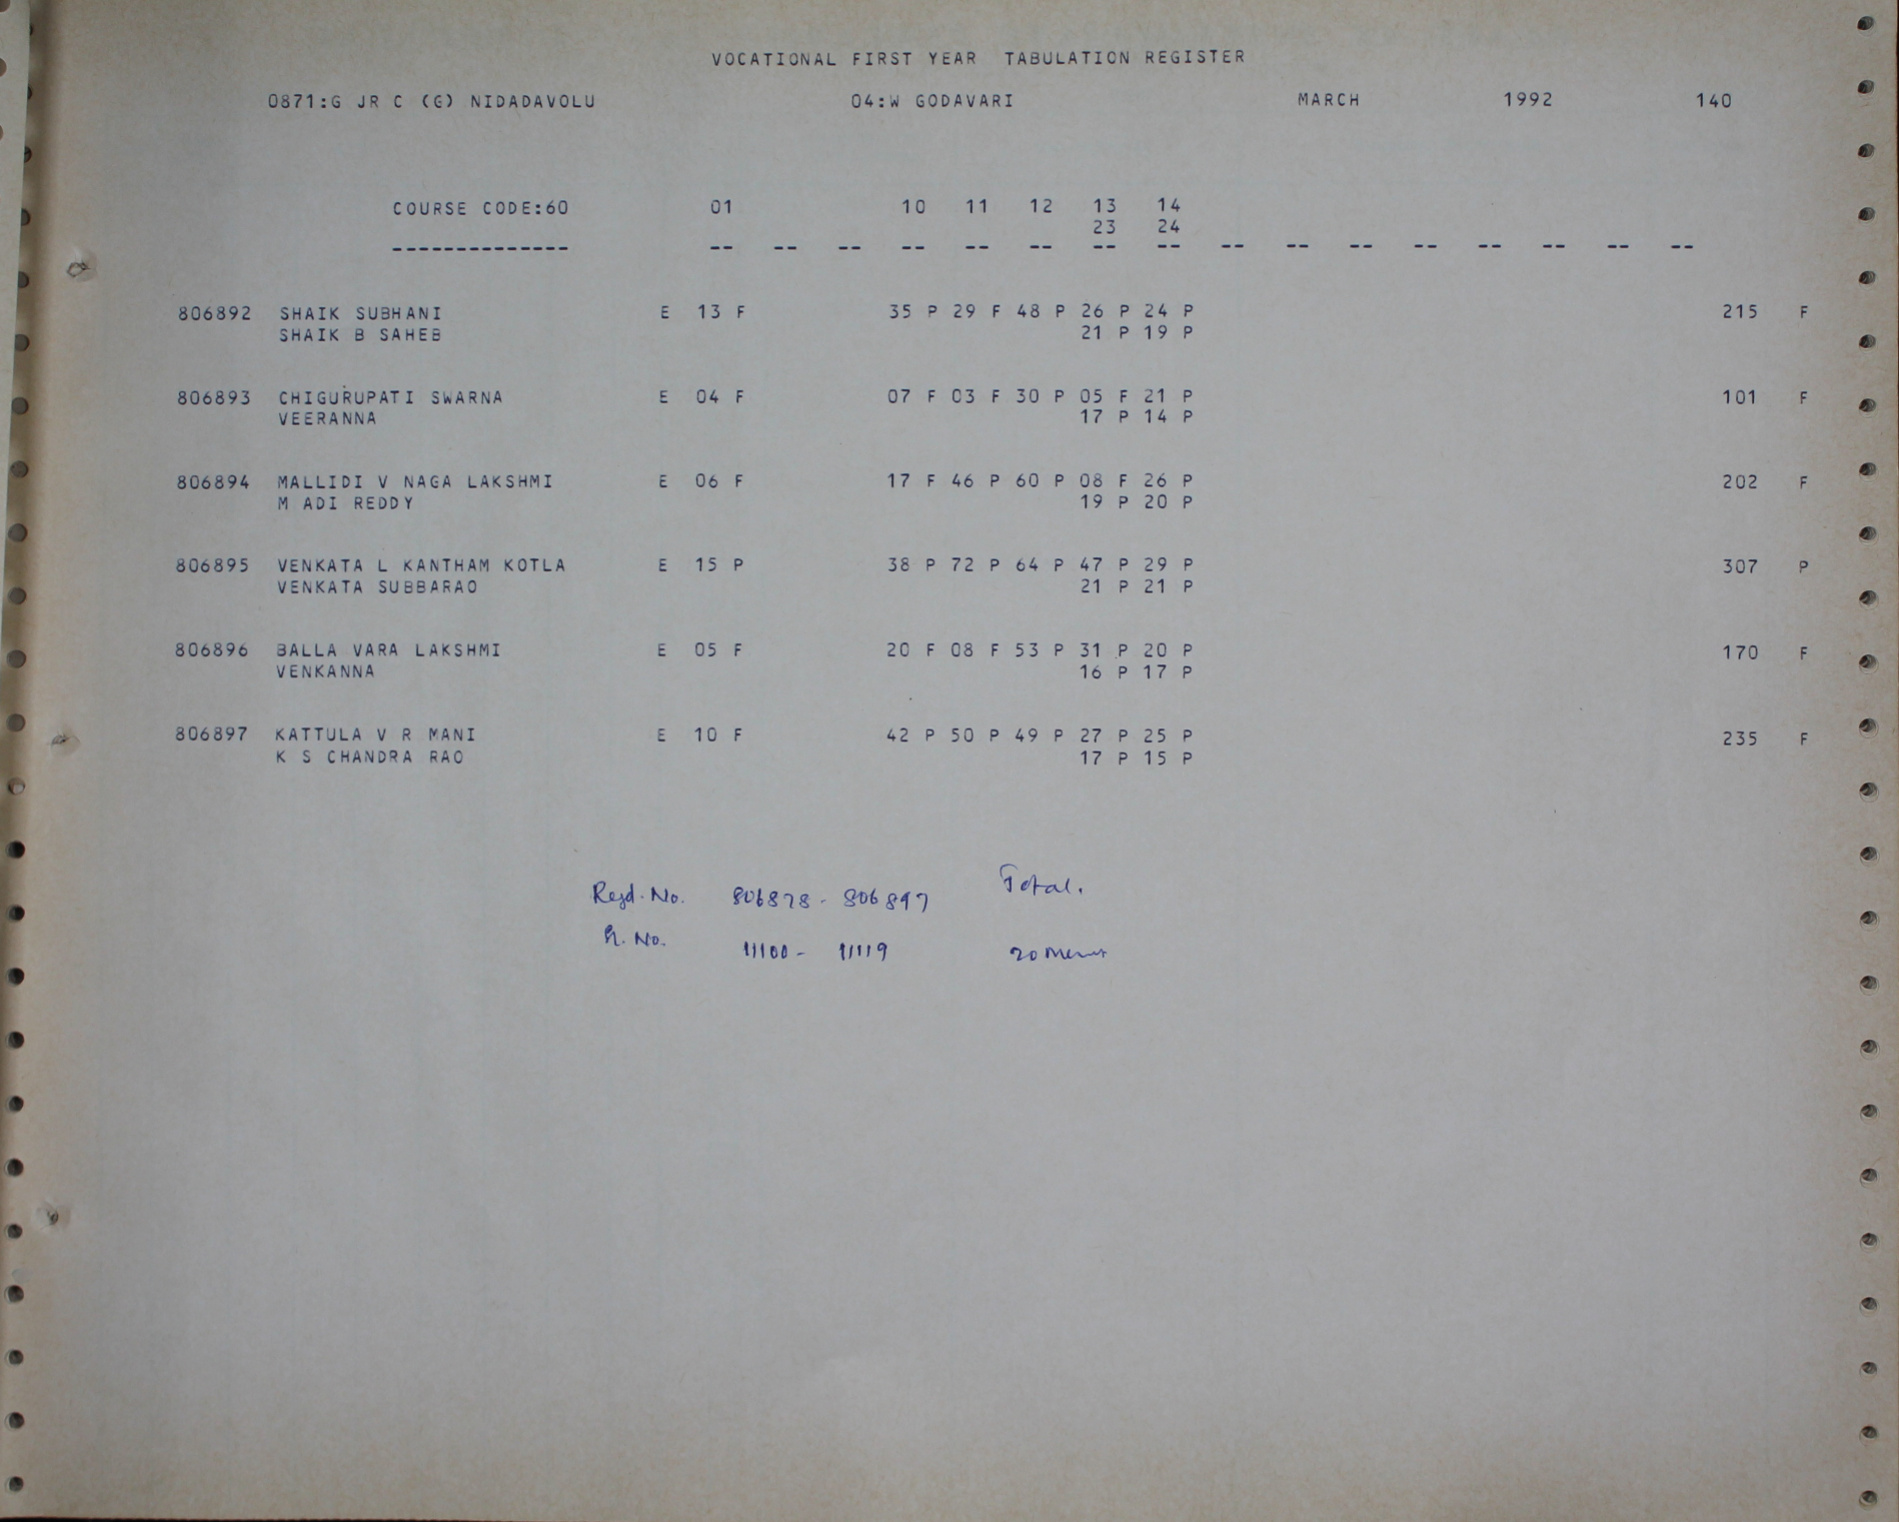 VOCATIONAL FIRST YEAR TABULATION REGISTER
0871:G JR C (G) NIDADAVOLU 04:W GODAVARI MARCH 1992 140
COURSE CODE:60 01 10 11 12 13 14
23 24
-------------- -- -- -- -- -- -- -- -- -- -- -- -- -- -- -- --
806892 SHAIK SUBHANI E 13 F 35 P 29 F 48 P 26 P 24 P 215 F
SHAIK B SAHEB 21 P 19 P
806893 CHIGURUPATI SWARNA E 04 F 07 F 03 F 30 P 05 F 21 P 101 F
VEERANNA 17 P 14 P
806894 MALLIDI V NAGA LAKSHMI E 06 F 17 F 46 P 60 P 08 F 26 P 202 F
M ADI REDDY 19 P 20 P
806895 VENKATA L KANTHAM KOTLA E 15 P 38 P 72 P 64 P 47 P 29 P 307 P
VENKATA SUBBARAO 21 P 21 P
806896 BALLA VARA LAKSHMI E 05 F 20 F 08 F 53 P 31 P 20 P 170 F
VENKANNA 16 P 17 P
806897 KATTULA V R MANI E 10 F 42 P 50 P 49 P 27 P 25 P 235 F
K S CHANDRA RAO 17 P 15 P
Regd. No. 806878 - 806897 Total.
No. 11100 - 11119 20